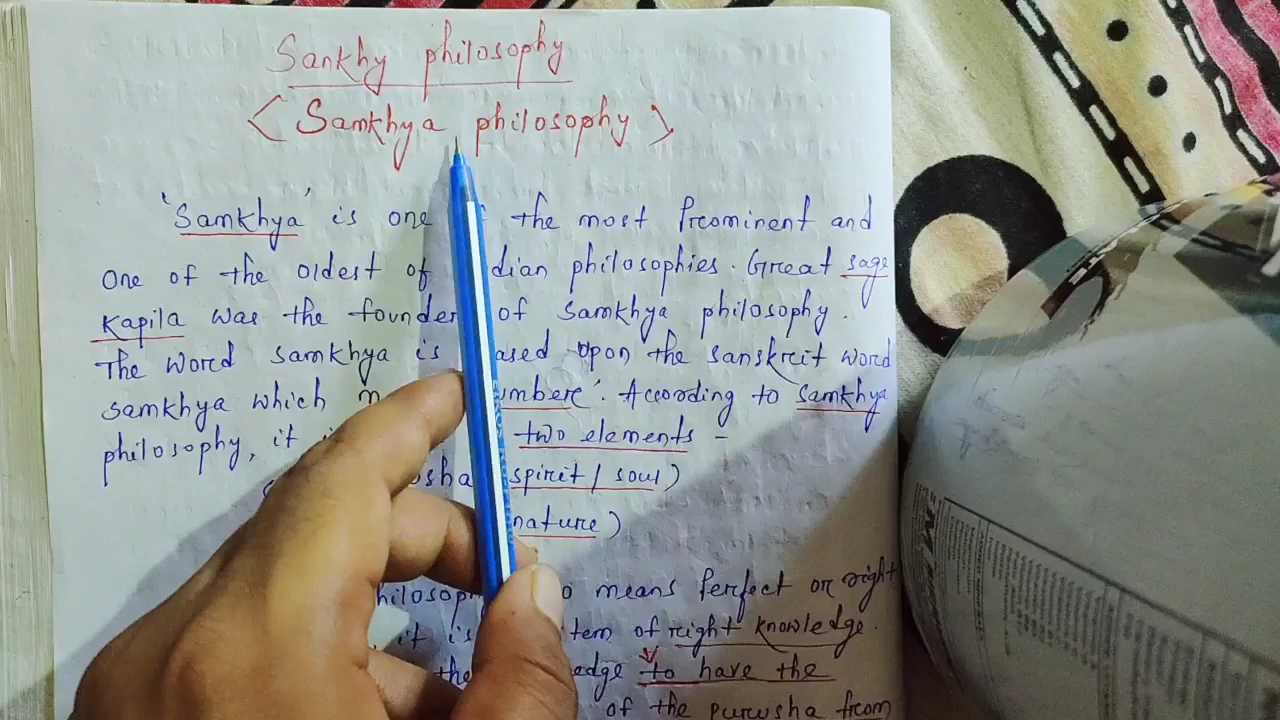 Sankhy philosophy
< Samkhya philosophy >
'Samkhya' is one the most Prominent and
one of the oldest of dian philosophies. Great sage
Kapila was the founder of Samkhya philosophy.
The word samkhya is ased upon the sanskrit word
samkhya which m umber'. According to Samkhya
philosophy, it i two elements -
sha spirit / soul)
nature)
hilosop o means Perfect or right
it is tem of right knowledge.
the edge to have the
of the purusha from